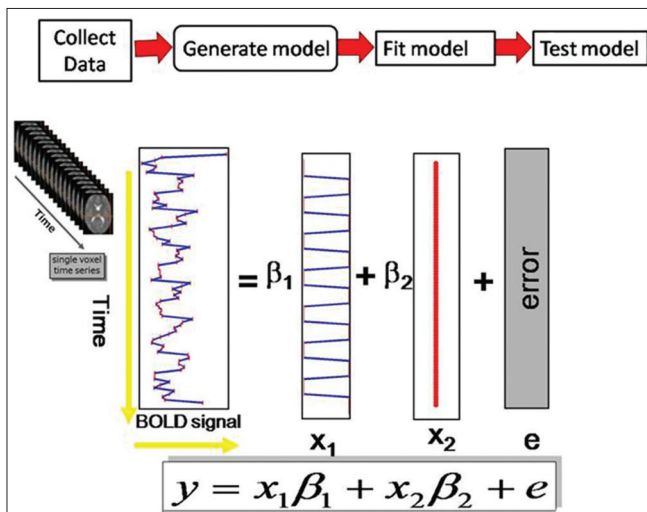 Collect
Data
Generate model
Fit model
Test model
Time
single voxel
time series
Time
BOLD signal
= β₁
+ β₂
+
error
x₁
x₂
e
y = x₁β₁ + x₂β₂ + e